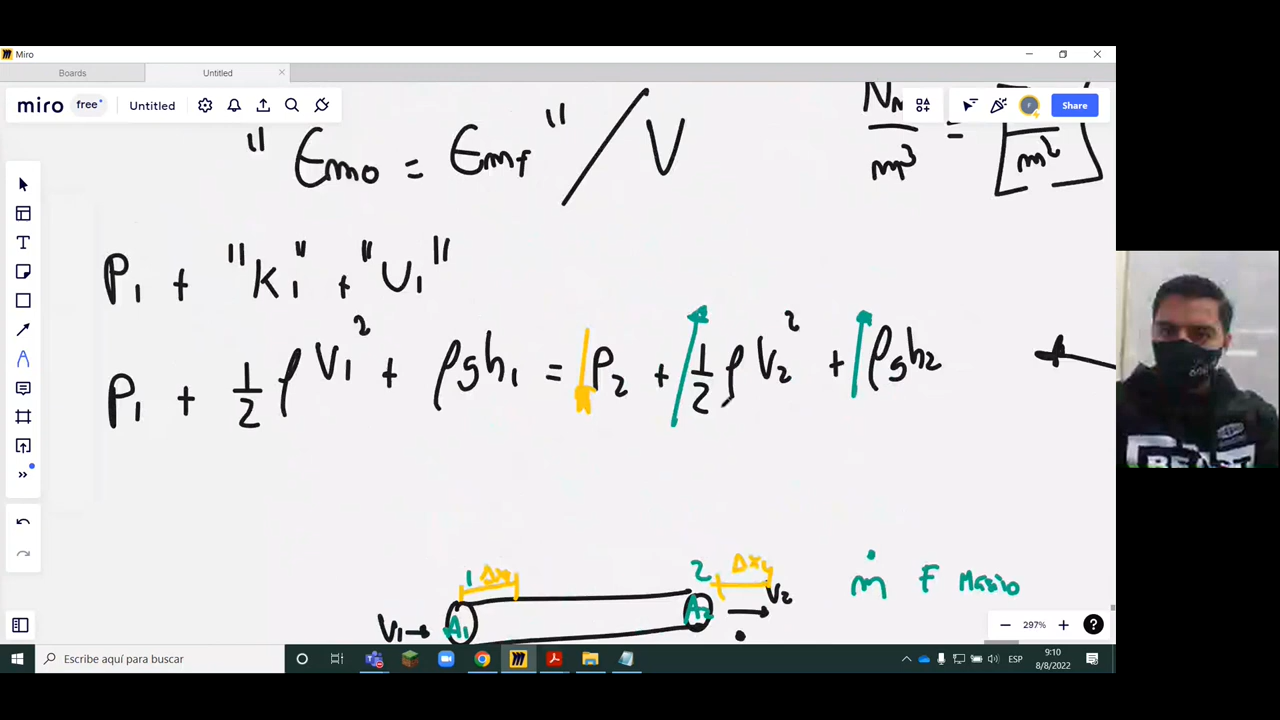 Miro
Boards
Untitled
miro
free
Untitled
Share
" Emo = Emf " / V
m³ = m²
P₁ + "K₁" + "U₁"
P₁ + 1/2 ρ V₁² + ρgh₁ = P₂ + 1/2 ρ V₂² + ρgh₂
1 Δx₁
2 Δx₂
V₁ → A₁
A₂ → V₂
ṁ F Masico
297%
Escribe aquí para buscar
ESP
9:10
8/8/2022